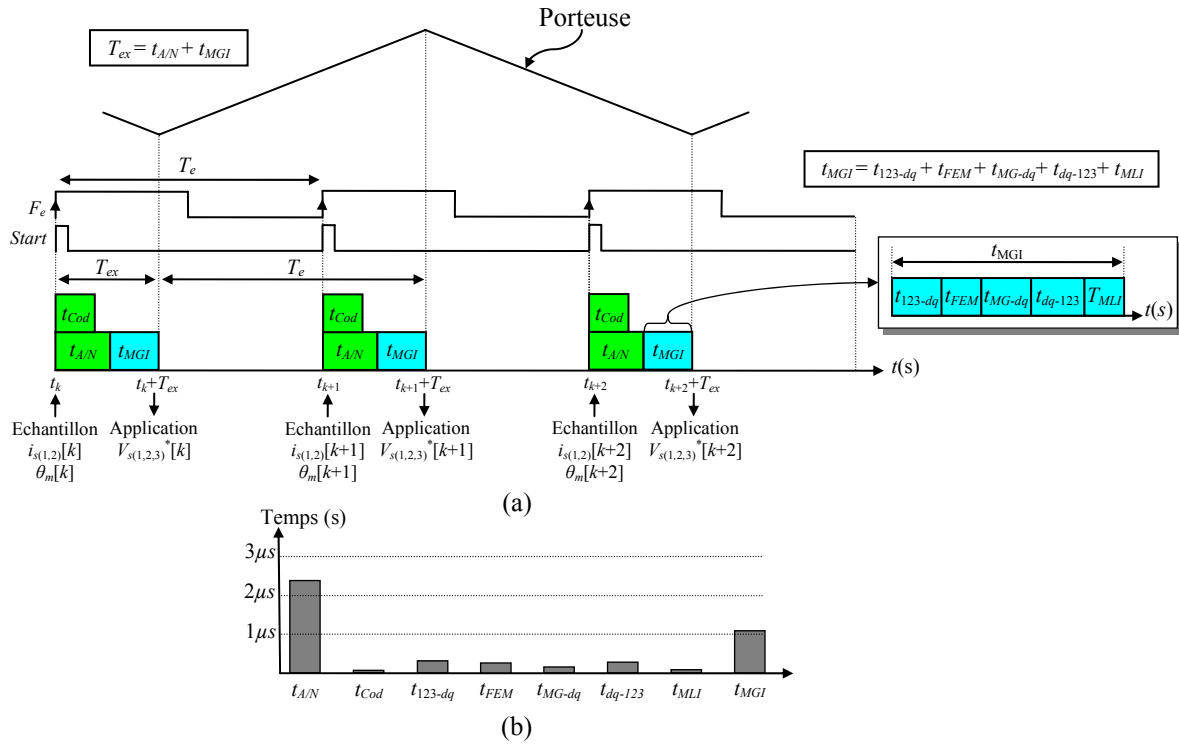 Porteuse
T_ex = t_A/N + t_MGI
T_e
t_MGI = t_123-dq + t_FEM + t_MG-dq + t_dq-123 + t_MLI
F_e
Start
T_ex
T_e
t_MGI
t_123-dq t_FEM t_MG-dq t_dq-123 T_MLI
t(s)
t_Cod t_Cod t_Cod
t_A/N t_MGI t_A/N t_MGI t_A/N t_MGI
t(s)
t_k t_k+T_ex t_k+1 t_k+1+T_ex t_k+2 t_k+2+T_ex
Echantillon Application Echantillon Application Echantillon Application
i_s(1,2)[k] V_s(1,2,3)*[k] i_s(1,2)[k+1] V_s(1,2,3)*[k+1] i_s(1,2)[k+2] V_s(1,2,3)*[k+2]
θ_m[k] θ_m[k+1] θ_m[k+2]
(a)
Temps (s)
3µs
2µs
1µs
t_A/N t_Cod t_123-dq t_FEM t_MG-dq t_dq-123 t_MLI t_MGI
(b)